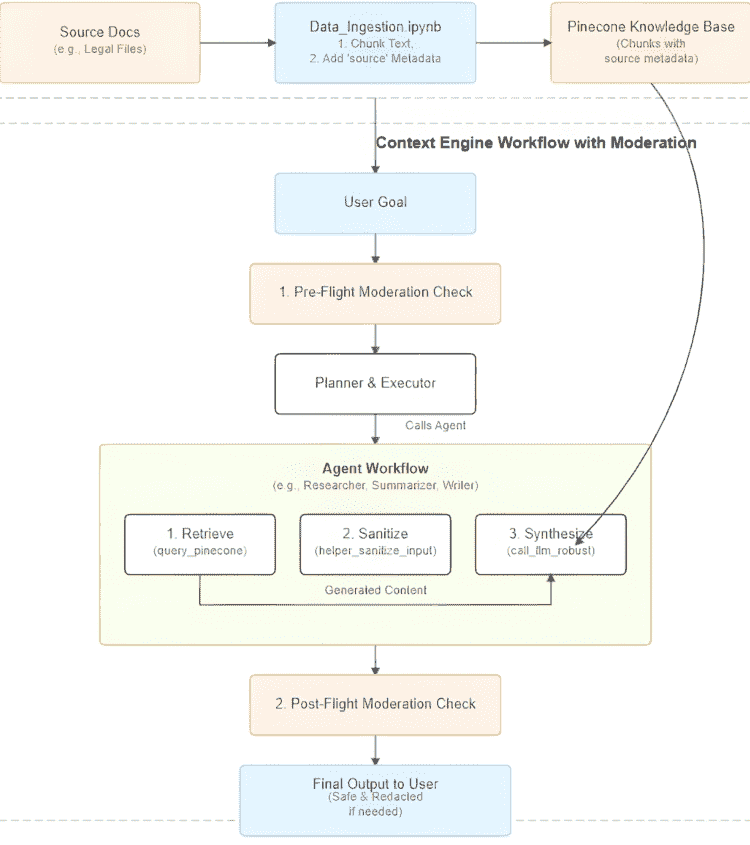 Source Docs
(e.g., Legal Files)
Data_Ingestion.ipynb
1. Chunk Text,
2. Add 'source' Metadata
Pinecone Knowledge Base
(Chunks with
source metadata)
Context Engine Workflow with Moderation
User Goal
1. Pre-Flight Moderation Check
Planner & Executor
Calls Agent
Agent Workflow
(e.g., Researcher, Summarizer, Writer)
1. Retrieve
(query_pinecone)
2. Sanitize
(helper_sanitize_input)
3. Synthesize
(call_llm_robust)
Generated Content
2. Post-Flight Moderation Check
Final Output to User
(Safe & Redacted
if needed)